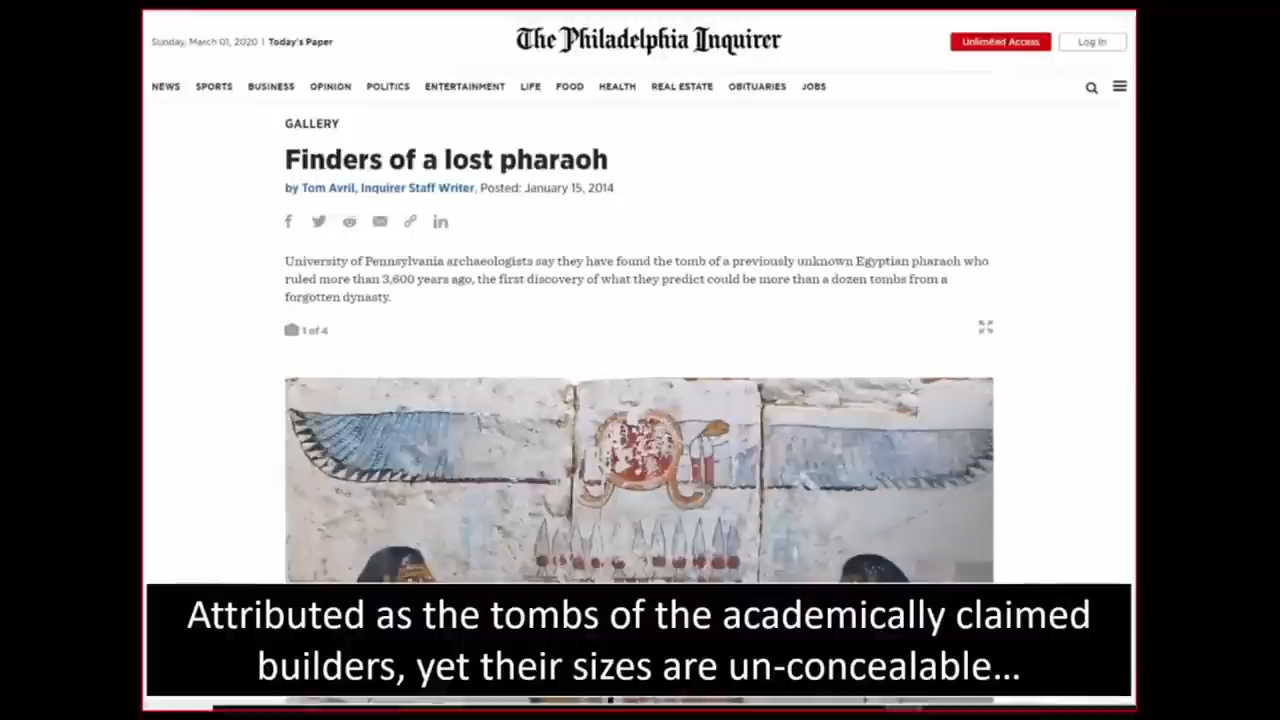 The Philadelphia Inquirer
Sunday, March 01, 2020 | Today's Paper
Unlimited Access
Log In
NEWS SPORTS BUSINESS OPINION POLITICS ENTERTAINMENT LIFE FOOD HEALTH REAL ESTATE OBITUARIES JOBS
GALLERY
Finders of a lost pharaoh
by Tom Avril, Inquirer Staff Writer, Posted: January 15, 2014
University of Pennsylvania archaeologists say they have found the tomb of a previously unknown Egyptian pharaoh who
ruled more than 3,600 years ago, the first discovery of what they predict could be more than a dozen tombs from a
forgotten dynasty.
1 of 4
Attributed as the tombs of the academically claimed
builders, yet their sizes are un-concealable...